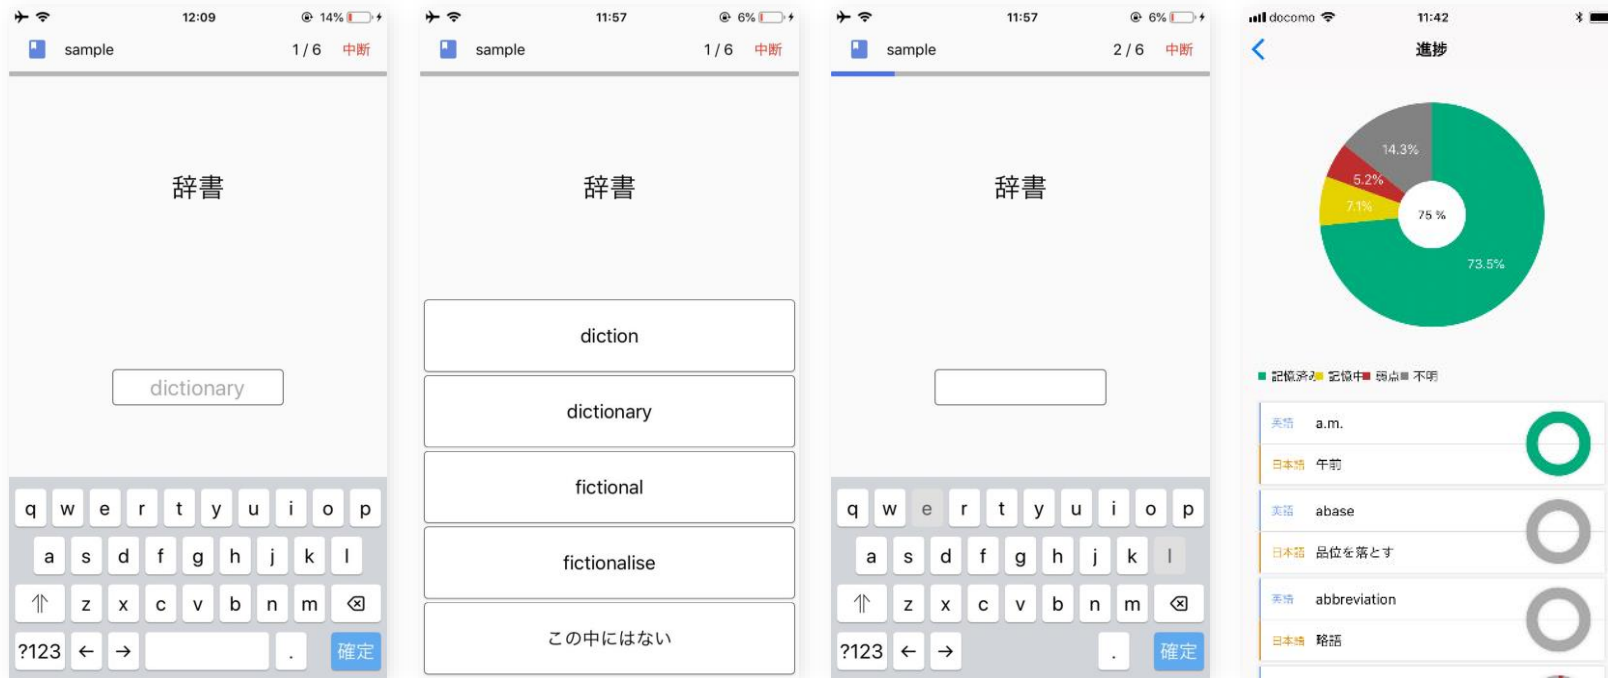 12:09 14%
sample 1 / 6 中断
辞書
dictionary
q w e r t y u i o p
a s d f g h j k l
z x c v b n m
?123 ← → . 確定
11:57 6%
sample 1 / 6 中断
辞書
diction
dictionary
fictional
fictionalise
この中にはない
11:57 6%
sample 2 / 6 中断
辞書
q w e r t y u i o p
a s d f g h j k l
z x c v b n m
?123 ← → . 確定
docomo 11:42
進捗
14.3%
5.2%
7.1%
75 %
73.5%
記憶済み 記憶中 弱点 不明
英語 a.m.
日本語 午前
英語 abase
日本語 品位を落とす
英語 abbreviation
日本語 略語